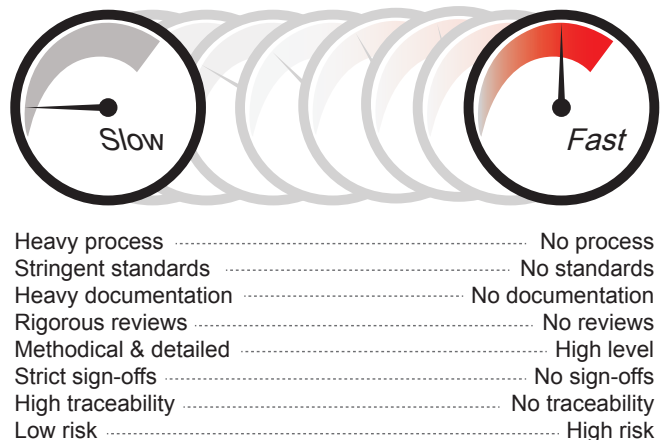 Slow
Fast
Heavy process No process
Stringent standards No standards
Heavy documentation No documentation
Rigorous reviews No reviews
Methodical & detailed High level
Strict sign-offs No sign-offs
High traceability No traceability
Low risk High risk